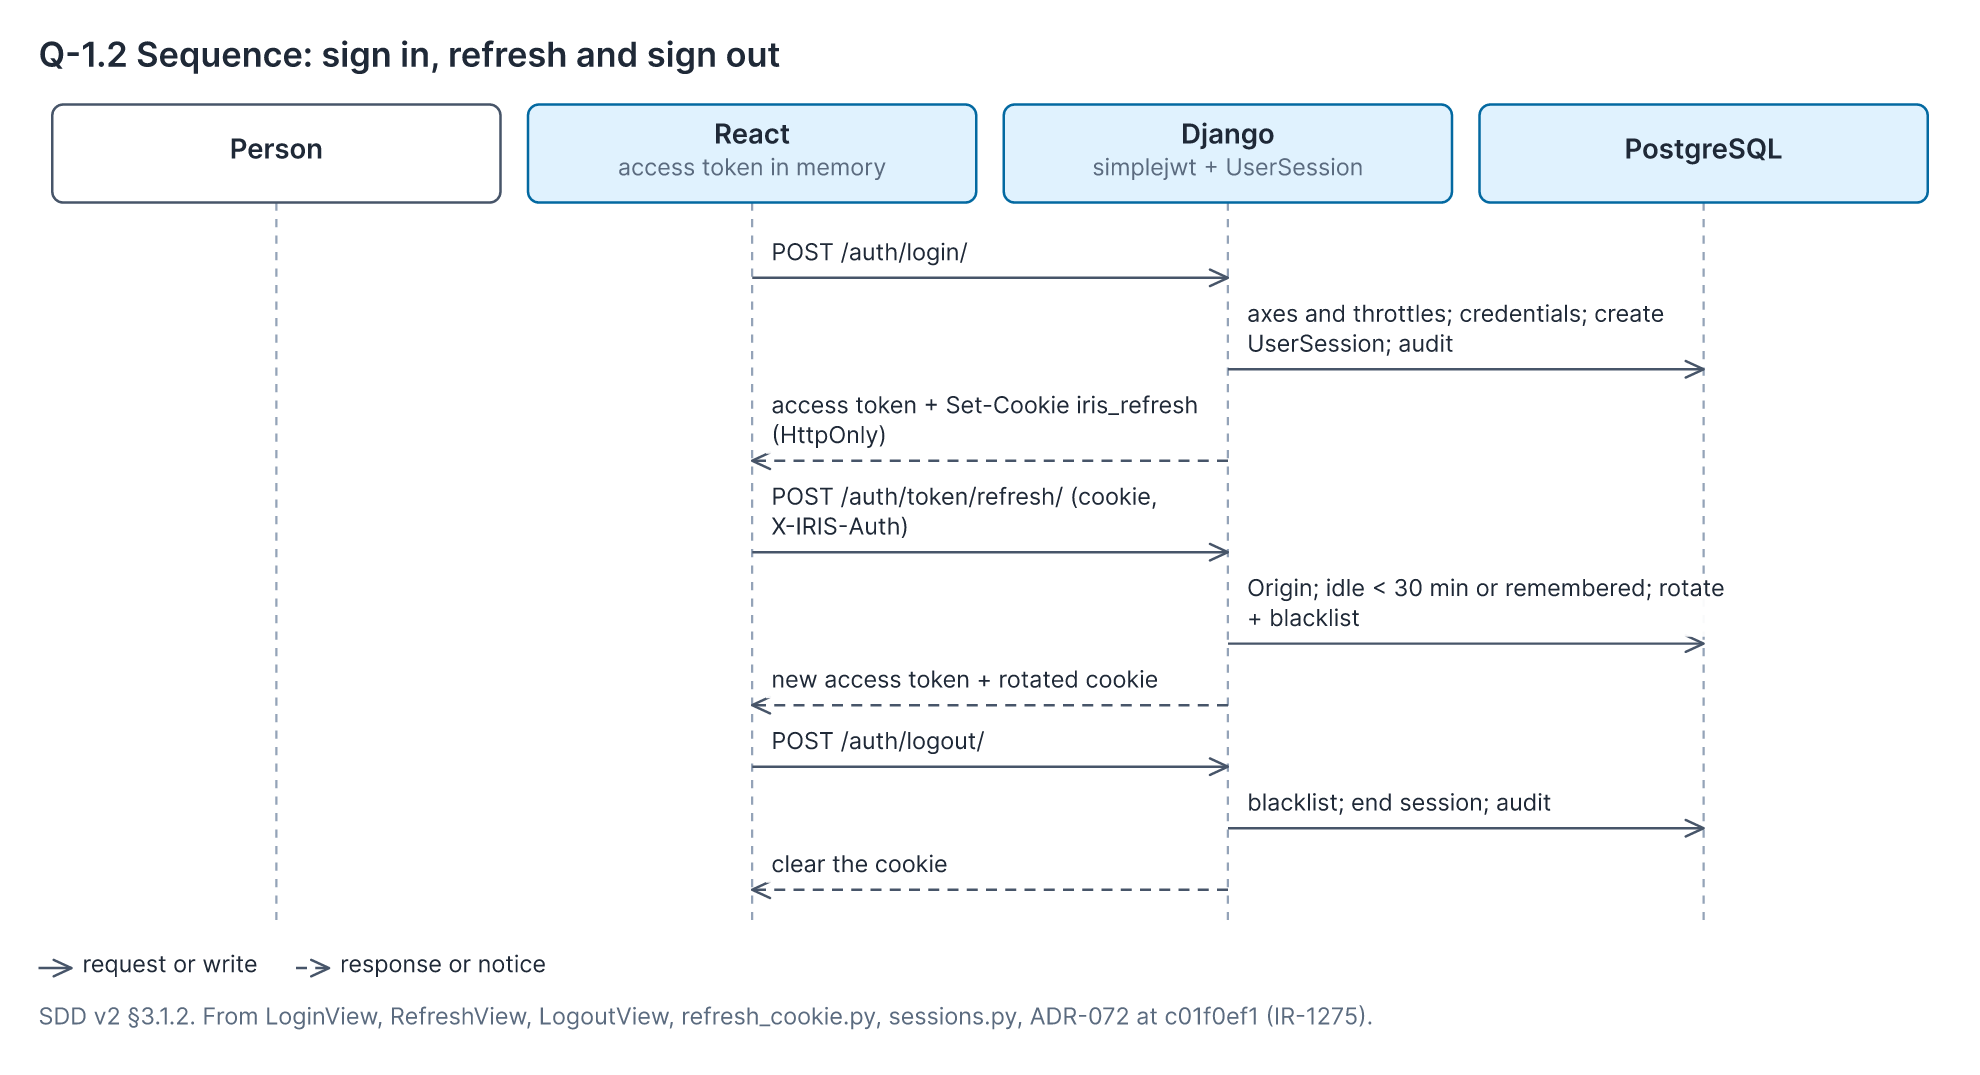 Q-1.2 Sequence: sign in, refresh and sign out
Person
React
access token in memory
Django
simplejwt + UserSession
PostgreSQL
POST /auth/login/
axes and throttles; credentials; create
UserSession; audit
access token + Set-Cookie iris_refresh
(HttpOnly)
POST /auth/token/refresh/ (cookie,
X-IRIS-Auth)
Origin; idle < 30 min or remembered; rotate
+ blacklist
new access token + rotated cookie
POST /auth/logout/
blacklist; end session; audit
clear the cookie
request or write
response or notice
SDD v2 §3.1.2. From LoginView, RefreshView, LogoutView, refresh_cookie.py, sessions.py, ADR-072 at c01f0ef1 (IR-1275).